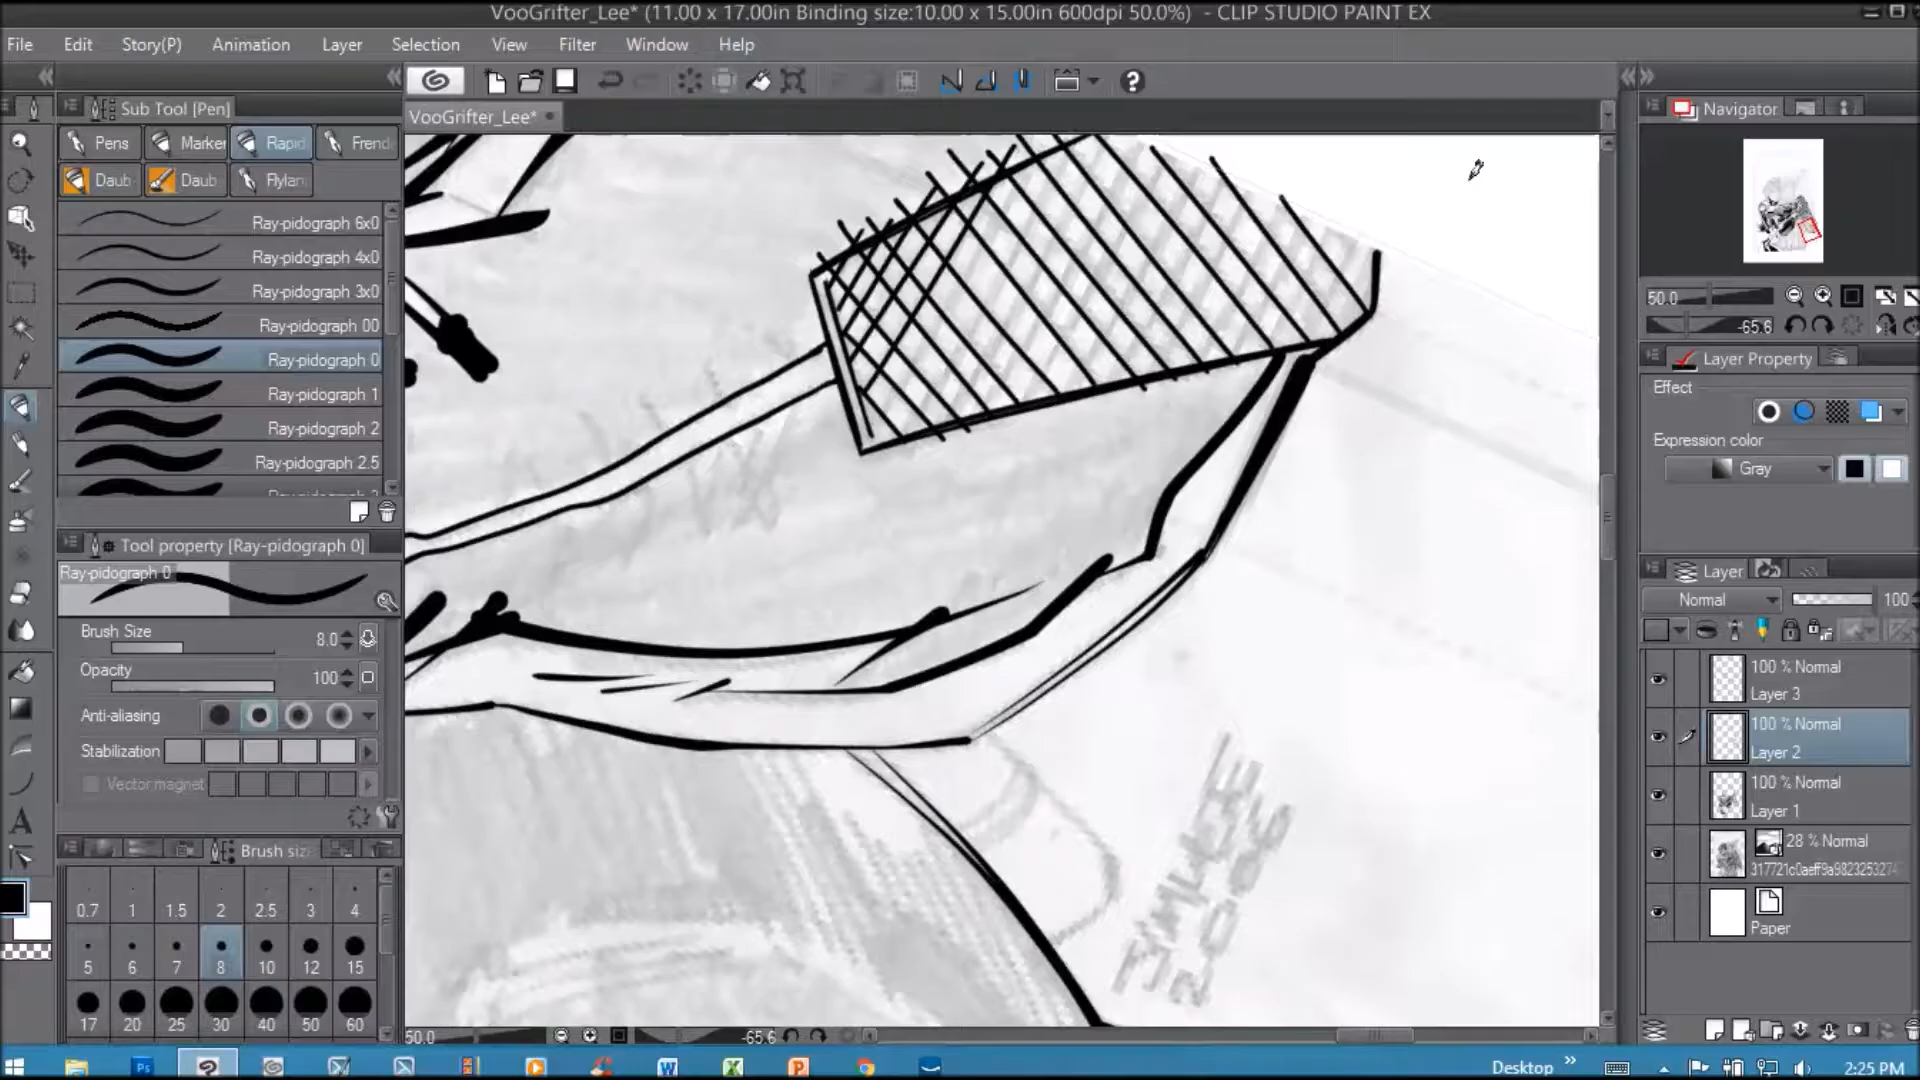 VooGrifter_Lee* (11.00 x 17.00in Binding size:10.00 x 15.00in 600dpi 50.0%) - CLIP STUDIO PAINT EX
File Edit Story(P) Animation Layer Selection View Filter Window Help
Sub Tool [Pen]
Pens Marker Rapid Frend
Daub Daub Flylan
VooGrifter_Lee*
Ray-pidograph 6x0
Ray-pidograph 4x0
Ray-pidograph 3x0
Ray-pidograph 00
Ray-pidograph 0
Ray-pidograph 1
Ray-pidograph 2
Ray-pidograph 2.5
Tool property [Ray-pidograph 0]
Ray-pidograph 0
Brush Size 8.0
Opacity 100
Anti-aliasing
Stabilization
Vector magnet
Brush siz
0.7 1 1.5 2 2.5 3 4
5 6 7 8 10 12 15
17 20 25 30 40 50 60
50.0 -65.6
Navigator
50.0
-65.6
Layer Property
Effect
Expression color
Gray
Layer
Normal 100
100 % Normal
Layer 3
100 % Normal
Layer 2
100 % Normal
Layer 1
28 % Normal
Paper
Desktop 2:25 PM